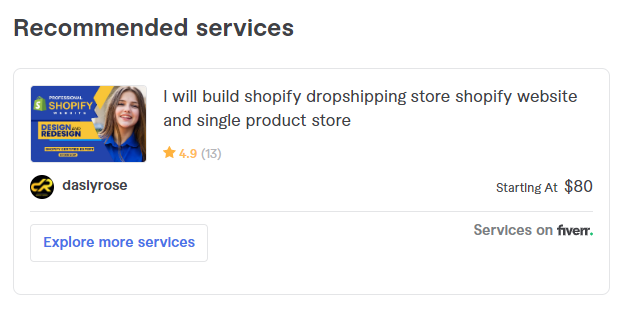 Recommended services
PROFESSIONAL
SHOPIFY
WEBSITE
DESIGN AND
REDESIGN
I will build shopify dropshipping store shopify website
and single product store
4.9 (13)
daslyrose
Starting At $80
Explore more services
Services on fiverr.